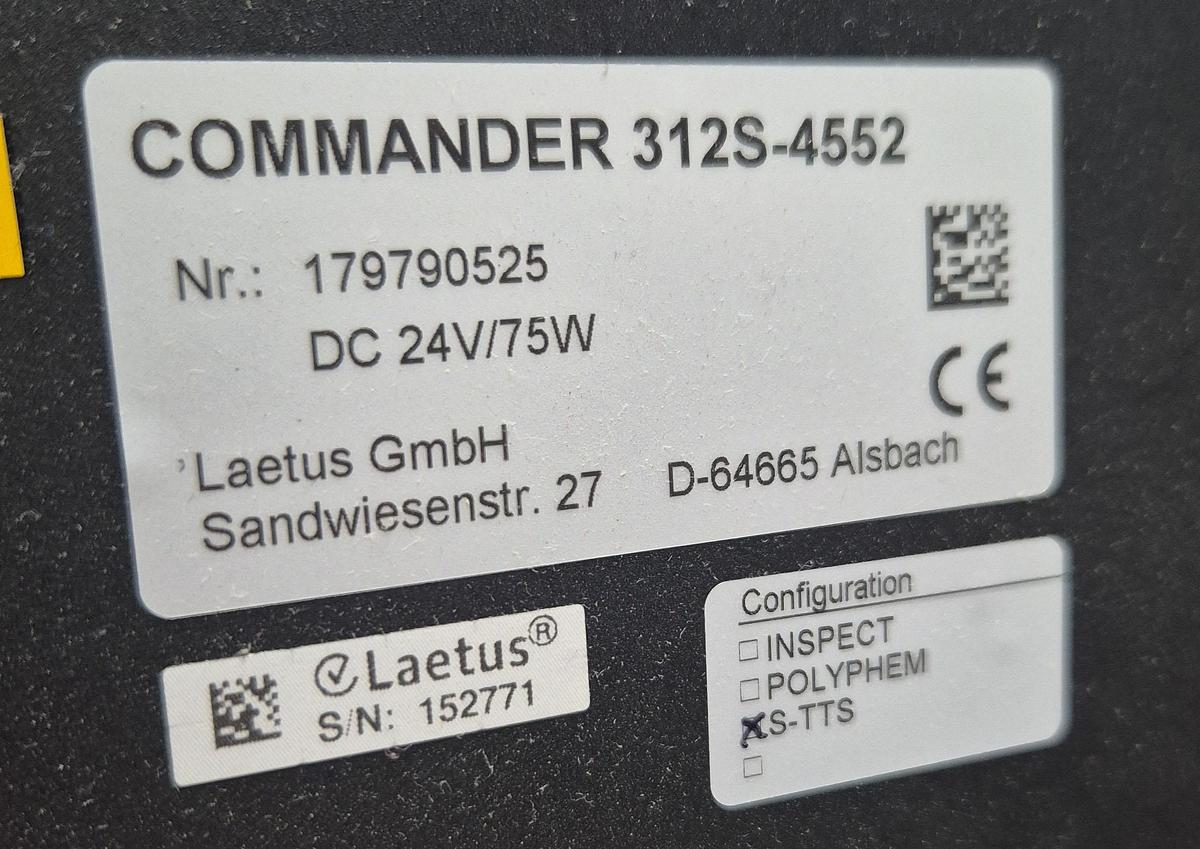 COMMANDER 312S-4552
Nr.: 179790525
DC 24V/75W
CE
Laetus GmbH
Sandwiesenstr. 27 D-64665 Alsbach
Laetus®
S/N: 152771
Configuration
INSPECT
POLYPHEM
S-TTS